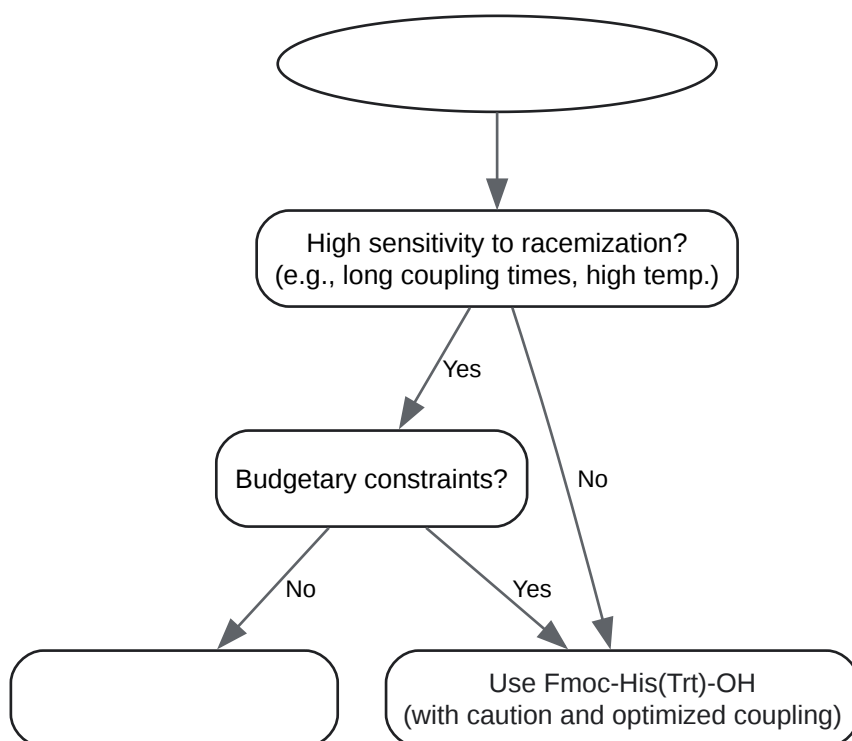 High sensitivity to racemization?
(e.g., long coupling times, high temp.)
Yes
Budgetary constraints?
No
No
Yes
Use Fmoc-His(Trt)-OH
(with caution and optimized coupling)